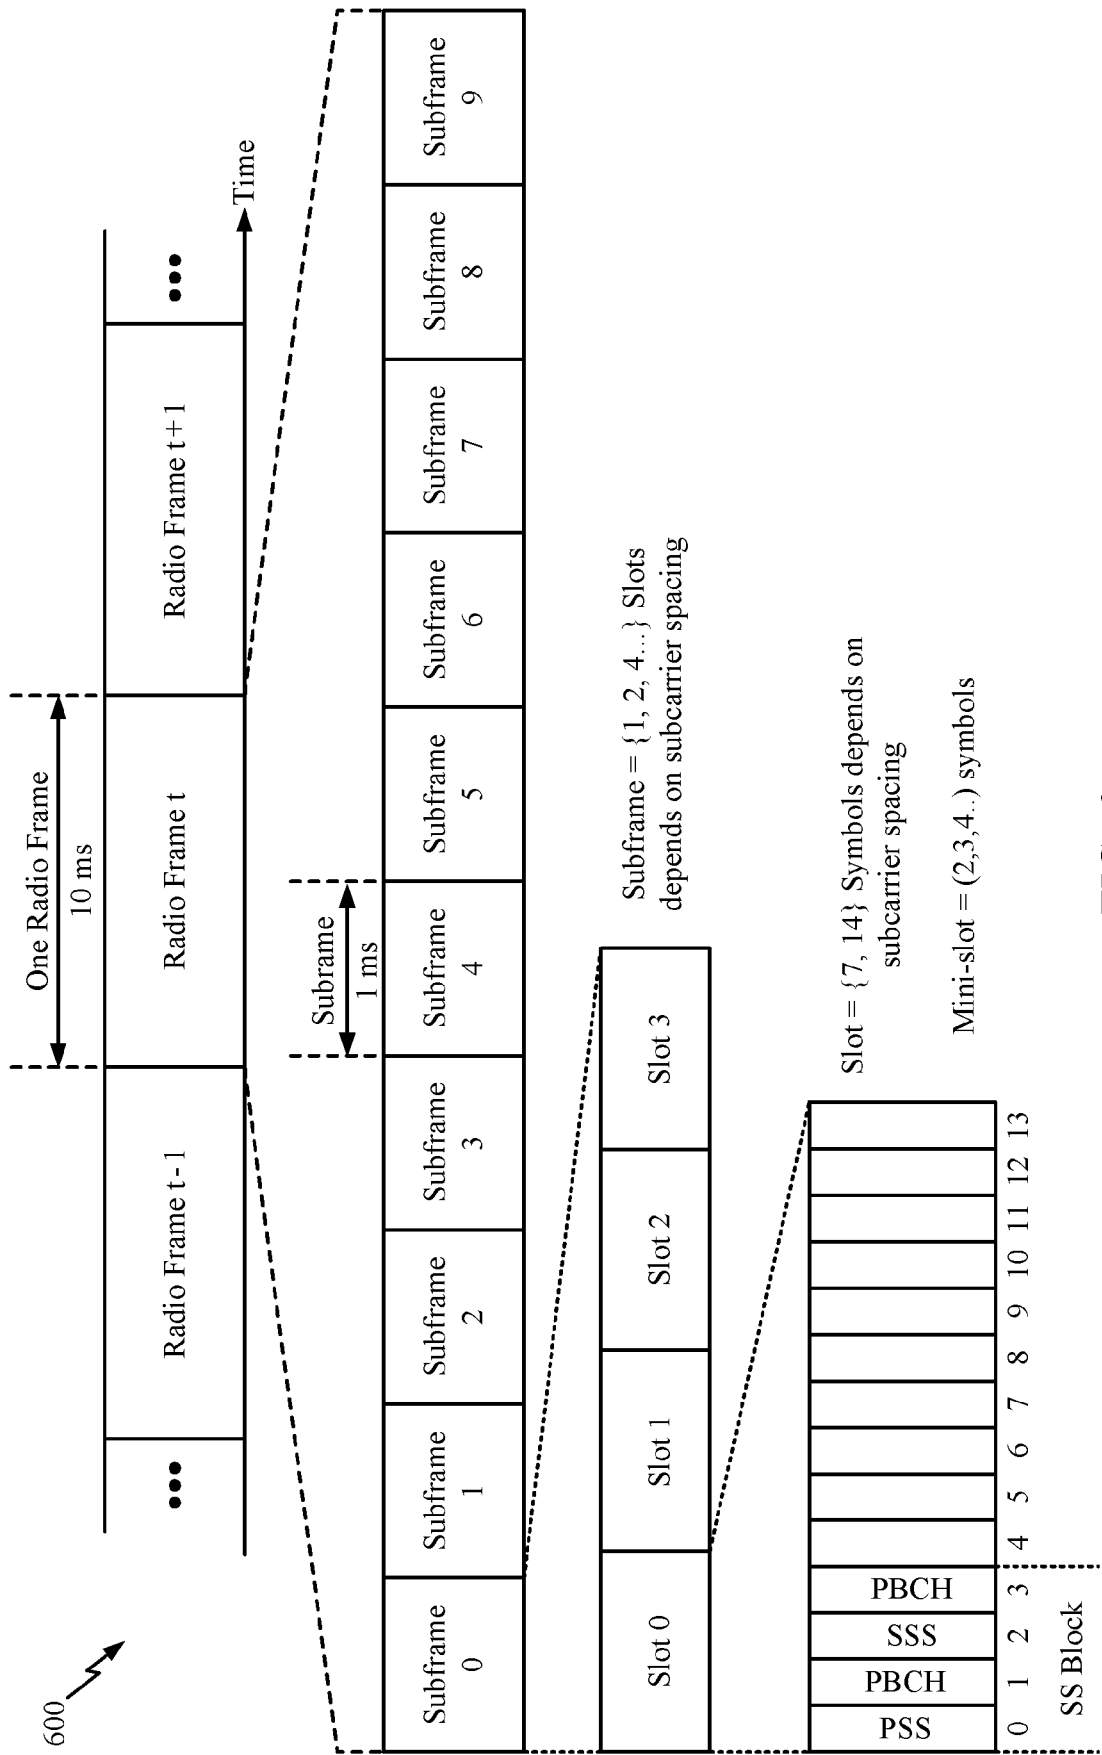 600
One Radio Frame
10 ms
Radio Frame t-1
Radio Frame t
Radio Frame t+1
Time
Subrame
1 ms
Subframe
0
Subframe
1
Subframe
2
Subframe
3
Subframe
4
Subframe
5
Subframe
6
Subframe
7
Subframe
8
Subframe
9
Slot 0
Slot 1
Slot 2
Slot 3
Subframe = {1, 2, 4...} Slots
depends on subcarrier spacing
PSS
PBCH
SSS
PBCH
0 1 2 3 4 5 6 7 8 9 10 11 12 13
SS Block
Slot = {7, 14} Symbols depends on
subcarrier spacing
Mini-slot = (2,3,4..) symbols